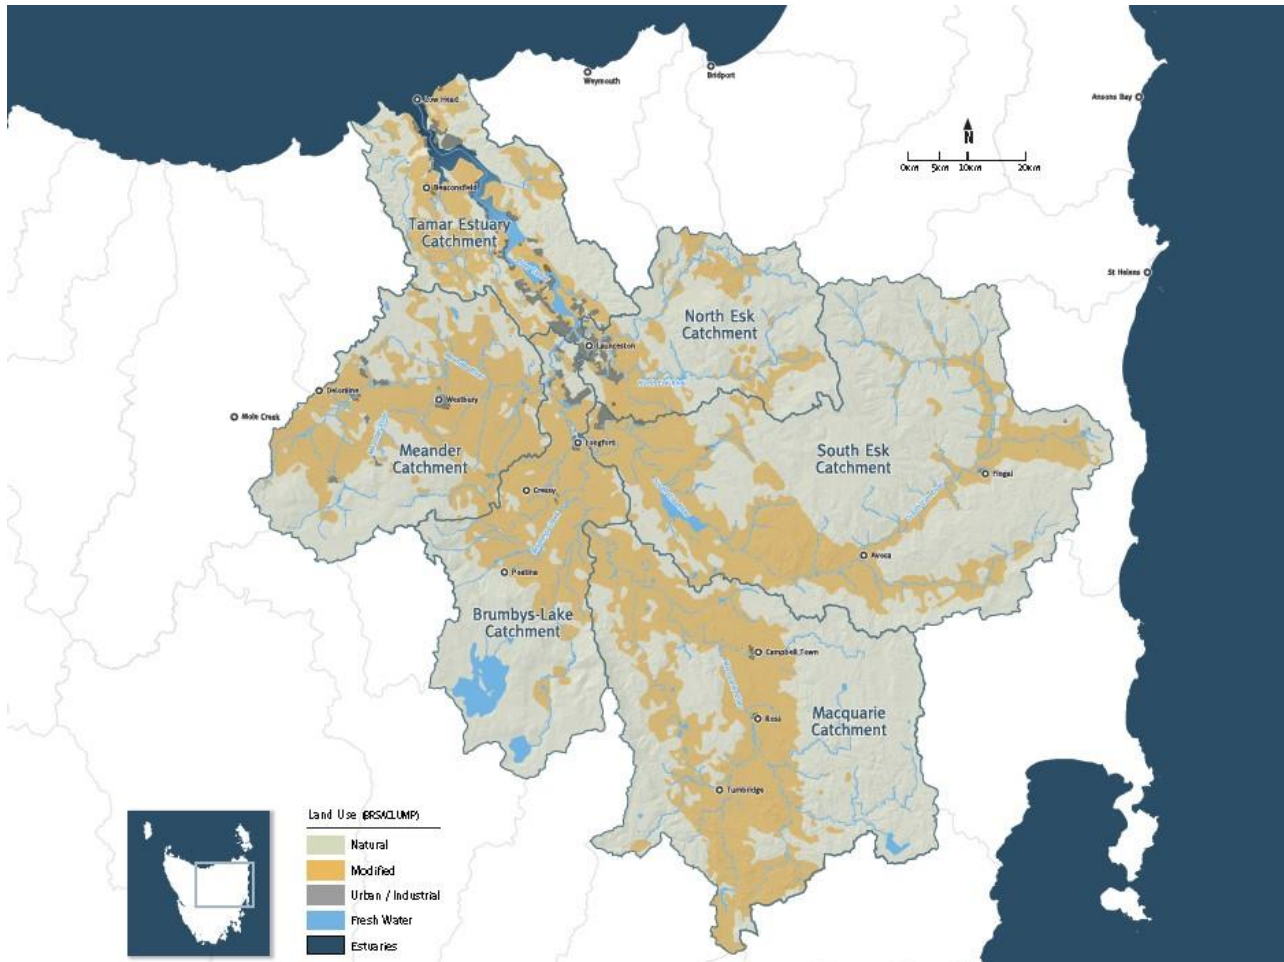 Weymouth
Bridport
Ansons Bay
Low Head
N
0km 5km 10km 20km
Beaconsfield
Tamar Estuary
Catchment
St Helens
North Esk
Catchment
Launceston
Deloraine
Westbury
Mole Creek
Longford
Meander
Catchment
South Esk
Catchment
Fingal
Cressy
Avoca
Poatina
Brumbys-Lake
Catchment
Campbell Town
Ross
Macquarie
Catchment
Tunbridge
Land Use (BRSACLUMP)
Natural
Modified
Urban / Industrial
Fresh Water
Estuaries